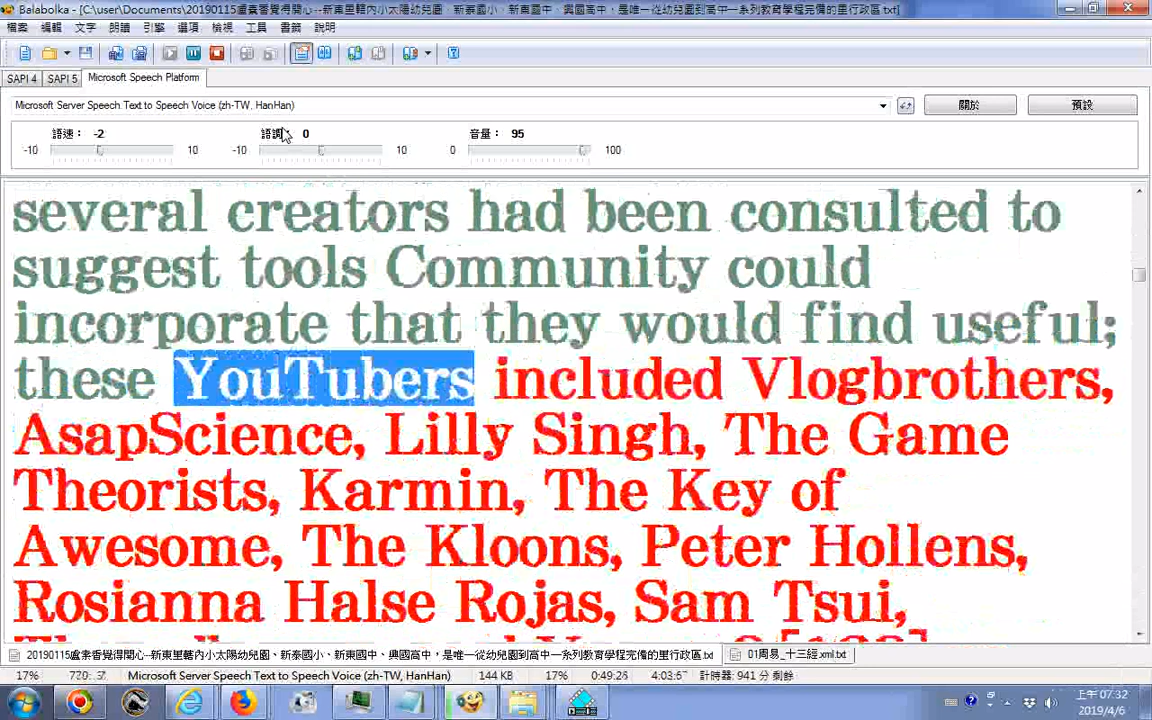 Balabolka - [C:\user\Documents\20190115盧素香覺得開心--新東里轄內小太陽幼兒園、新泰國小、新東國中、興國高中，是唯一從幼兒園到高中一系列教育學程完備的里行政區.txt]
檔案 編輯 文字 朗讀 引擎 選項 檢視 工具 書籤 說明
SAPI 4 SAPI 5 Microsoft Speech Platform
Microsoft Server Speech Text to Speech Voice (zh-TW, HanHan) 關於 預設
語速： -2 語調： 0 音量： 95
-10 10 -10 10 0 100
several creators had been consulted to
suggest tools Community could
incorporate that they would find useful;
these YouTubers included Vlogbrothers,
AsapScience, Lilly Singh, The Game
Theorists, Karmin, The Key of
Awesome, The Kloons, Peter Hollens,
Rosianna Halse Rojas, Sam Tsui,
20190115盧素香覺得開心--新東里轄內小太陽幼兒園、新泰國小、新東國中、興國高中，是唯一從幼兒園到高中一系列教育學程完備的里行政區.txt 01周易_十三經.xml.txt
17% Microsoft Server Speech Text to Speech Voice (zh-TW, HanHan) 144 KB 17% 0:49:26 計時器: 941 分 剩餘
上午 07:32
2019/4/6